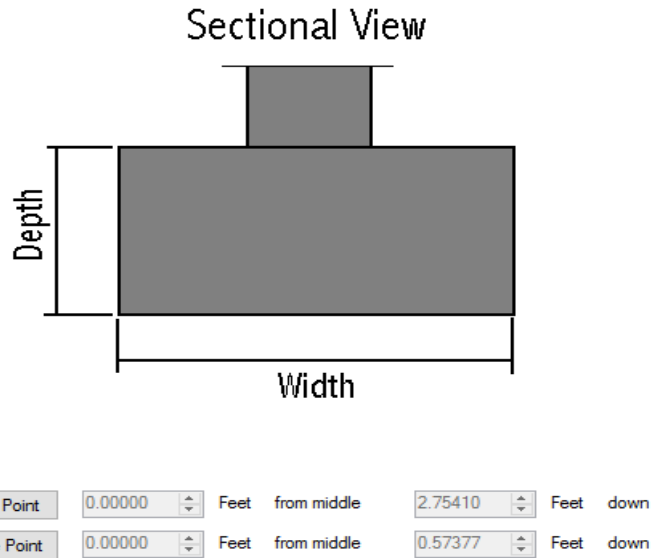 Sectional View
Depth
Width
Point 0.00000 Feet from middle 2.75410 Feet down
Point 0.00000 Feet from middle 0.57377 Feet down